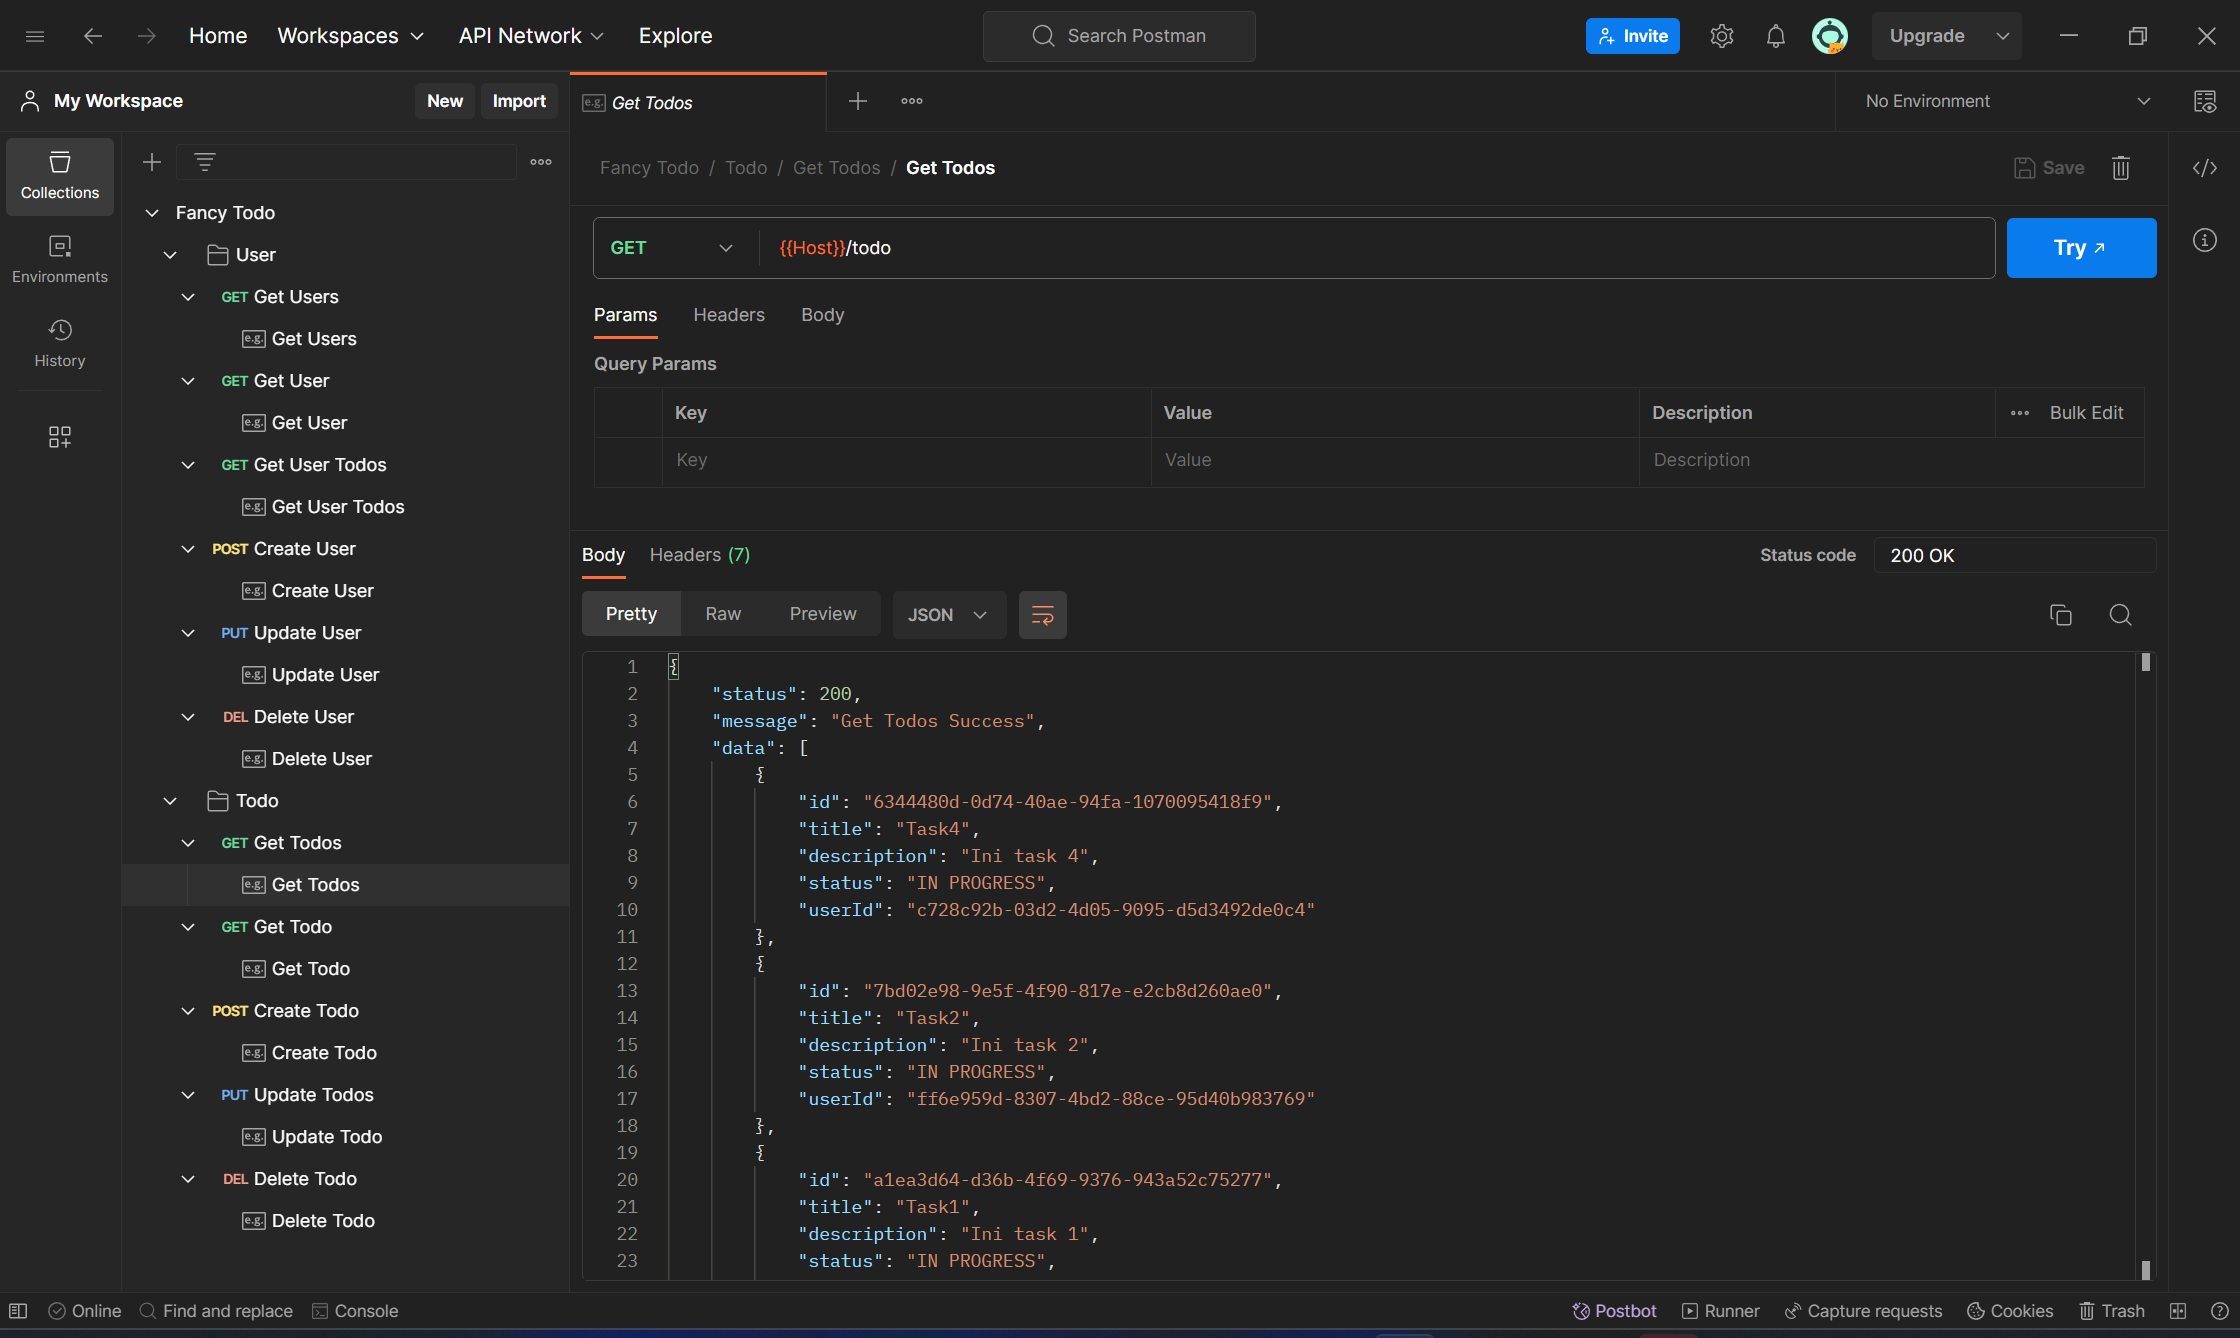 Home Workspaces API Network Explore Search Postman Invite Upgrade
My Workspace New Import
e.g. Get Todos
No Environment
Collections
Environments
History
Fancy Todo
User
GET Get Users
e.g. Get Users
GET Get User
e.g. Get User
GET Get User Todos
e.g. Get User Todos
POST Create User
e.g. Create User
PUT Update User
e.g. Update User
DEL Delete User
e.g. Delete User
Todo
GET Get Todos
e.g. Get Todos
GET Get Todo
e.g. Get Todo
POST Create Todo
e.g. Create Todo
PUT Update Todos
e.g. Update Todo
DEL Delete Todo
e.g. Delete Todo
Fancy Todo / Todo / Get Todos / Get Todos
Save
GET {{Host}}/todo
Try
Params Headers Body
Query Params
Key Value Description Bulk Edit
Key Value Description
Body Headers (7)
Status code 200 OK
Pretty Raw Preview JSON
1 {
2 "status": 200,
3 "message": "Get Todos Success",
4 "data": [
5 {
6 "id": "6344480d-0d74-40ae-94fa-1070095418f9",
7 "title": "Task4",
8 "description": "Ini task 4",
9 "status": "IN PROGRESS",
10 "userId": "c728c92b-03d2-4d05-9095-d5d3492de0c4"
11 },
12 {
13 "id": "7bd02e98-9e5f-4f90-817e-e2cb8d260ae0",
14 "title": "Task2",
15 "description": "Ini task 2",
16 "status": "IN PROGRESS",
17 "userId": "ff6e959d-8307-4bd2-88ce-95d40b983769"
18 },
19 {
20 "id": "a1ea3d64-d36b-4f69-9376-943a52c75277",
21 "title": "Task1",
22 "description": "Ini task 1",
23 "status": "IN PROGRESS",
Online Find and replace Console Postbot Runner Capture requests Cookies Trash